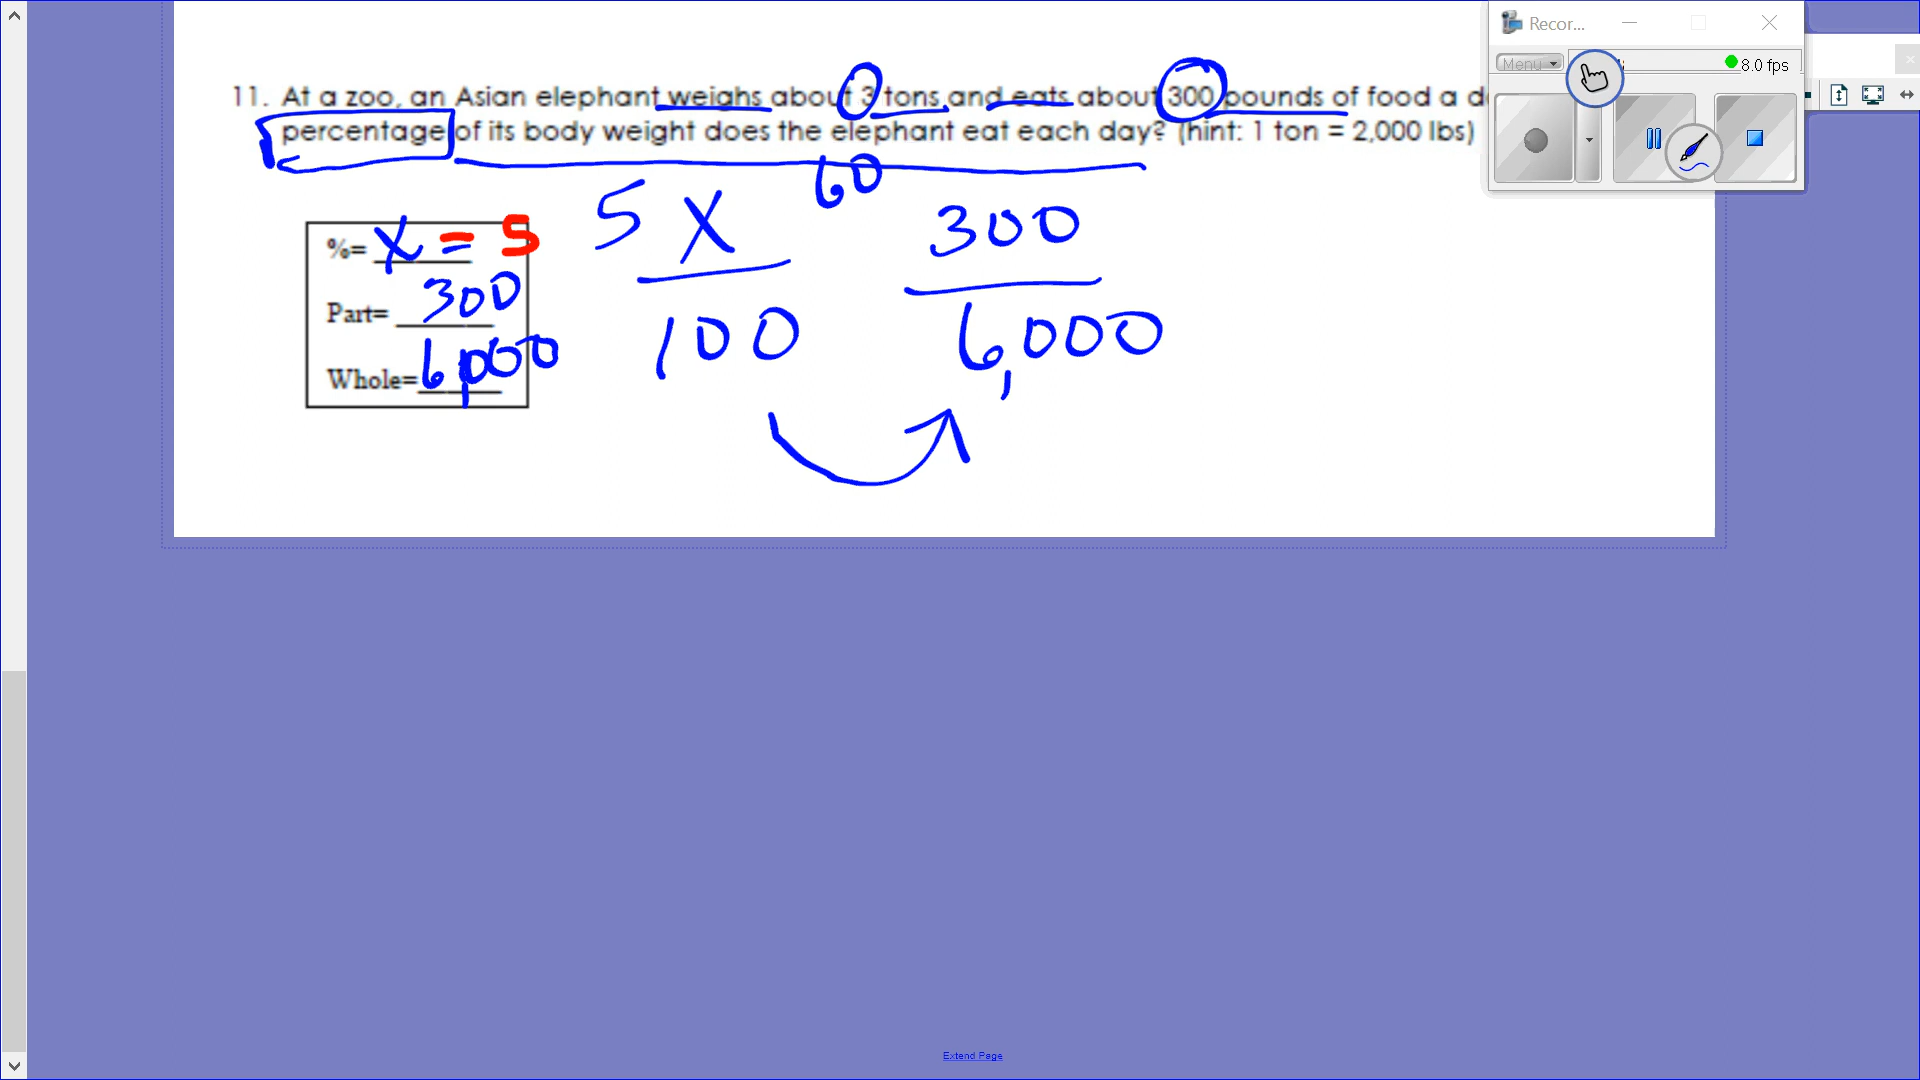 Recor...
Menu
8.0 fps
11. At a zoo, an Asian elephant weighs about 3 tons and eats about 300 pounds of food a d
percentage of its body weight does the elephant eat each day? (hint: 1 ton = 2,000 lbs)
60
5 X 300
100 6,000
%= X = 5
Part= 300
Whole= 6,000
Extend Page